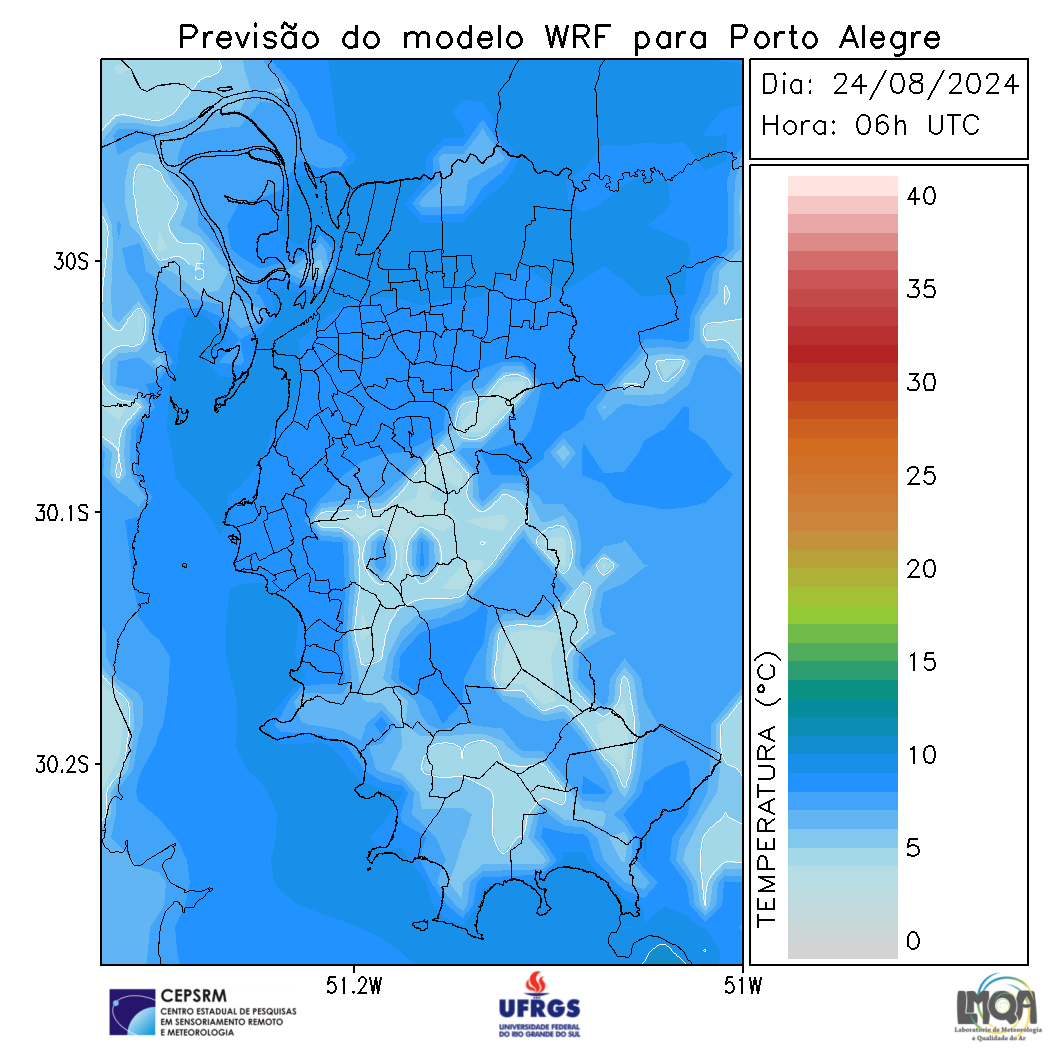 Previsão do modelo WRF para Porto Alegre
Dia: 24/08/2024
Hora: 06h UTC
40
35
30
25
20
15
10
5
0
TEMPERATURA (°C)
30S
30.1S
30.2S
5
5
51.2W
51W
CEPSRM
CENTRO ESTADUAL DE PESQUISAS
EM SENSORIAMENTO REMOTO
E METEOROLOGIA
UFRGS
UNIVERSIDADE FEDERAL
DO RIO GRANDE DO SUL
LMQA
Laboratório de Meteorologia
e Qualidade do Ar